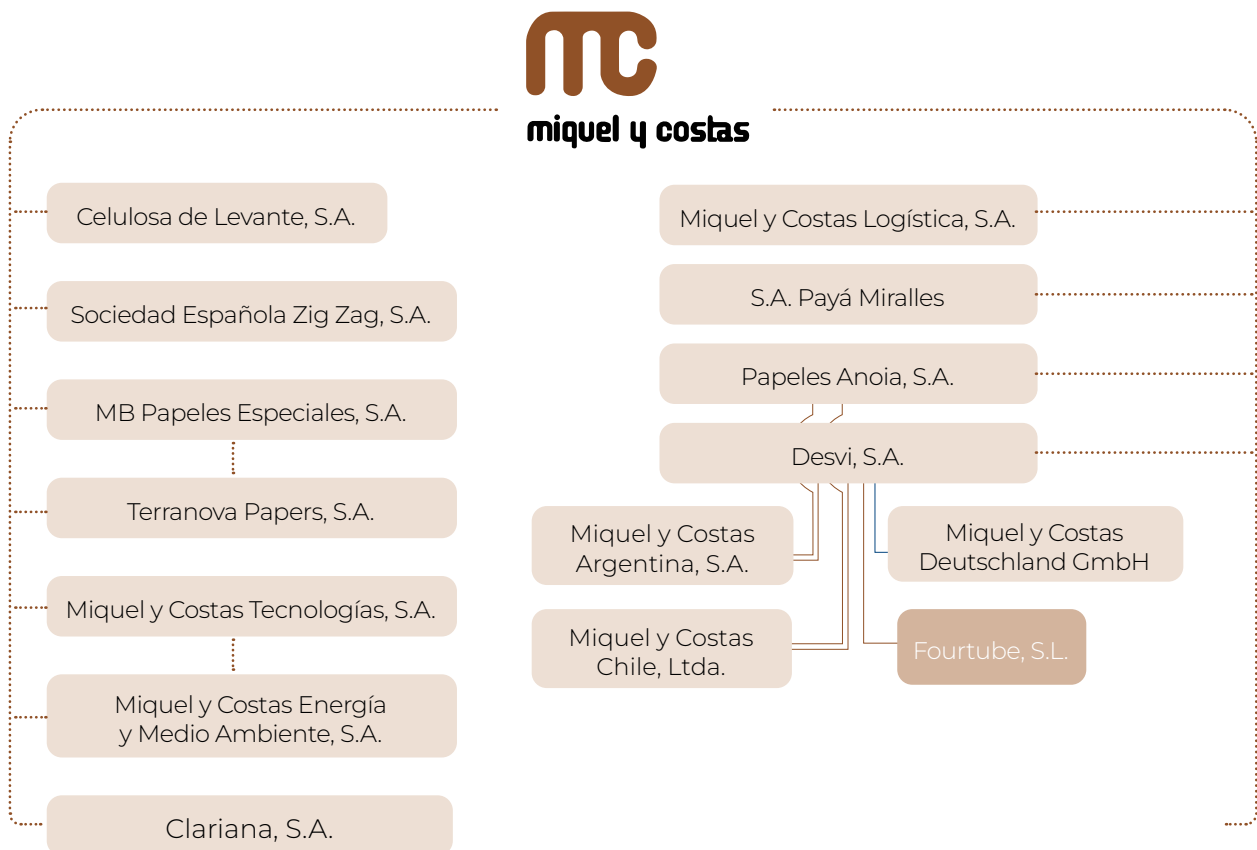 mc
miquel y costas
Celulosa de Levante, S.A.
Sociedad Española Zig Zag, S.A.
MB Papeles Especiales, S.A.
Terranova Papers, S.A.
Miquel y Costas Tecnologías, S.A.
Miquel y Costas Energía
y Medio Ambiente, S.A.
Clariana, S.A.
Miquel y Costas Logística, S.A.
S.A. Payá Miralles
Papeles Anoia, S.A.
Desvi, S.A.
Miquel y Costas
Argentina, S.A.
Miquel y Costas
Deutschland GmbH
Miquel y Costas
Chile, Ltda.
Fourtube, S.L.